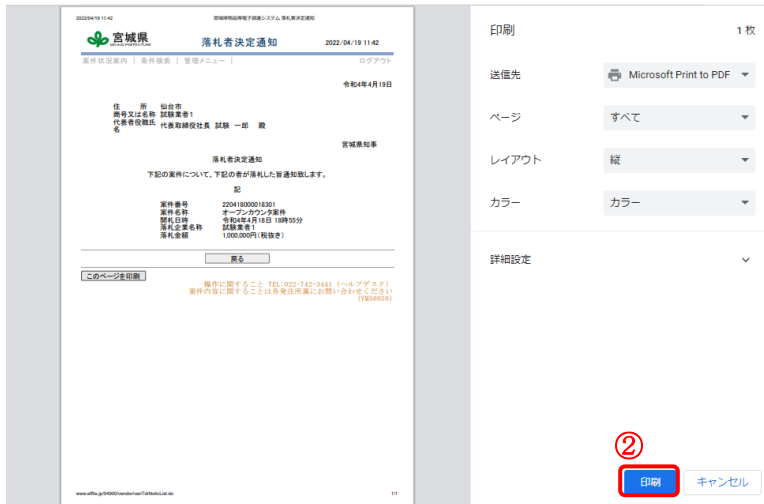 2022/04/19 11:42
宮城県物品等電子調達システム 落札者決定通知
宮城県
MIYAGI PREFECTURE
落札者決定通知
2022/04/19 11:42
案件状況案内 | 条件検索 | 管理メニュー |
ログアウト
令和4年4月19日
住 所 仙台市
商号又は名称 試験業者1
代表者役職氏名 代表取締役社長 試験 一郎 殿
宮城県知事
落札者決定通知
下記の案件について、下記の者が落札した旨通知致します。
記
案件番号 220418000018301
案件名称 オープンカウンタ案件
開札日時 令和4年4月18日 18時55分
落札企業名称 試験業者1
落札金額 1,000,000円(税抜き)
戻る
このページを印刷
操作に関すること TEL:022-742-3441 (ヘルプデスク)
案件内容に関することは各発注所属にお問い合わせください
1/1
印刷
1 枚
送信先
Microsoft Print to PDF
ページ
すべて
レイアウト
縦
カラー
カラー
詳細設定
②
印刷
キャンセル